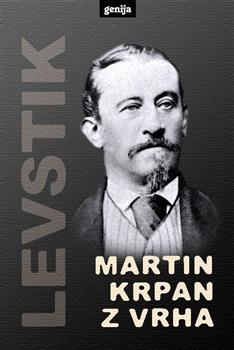 genija
LEVSTIK
MARTIN
KRPAN
Z VRHA